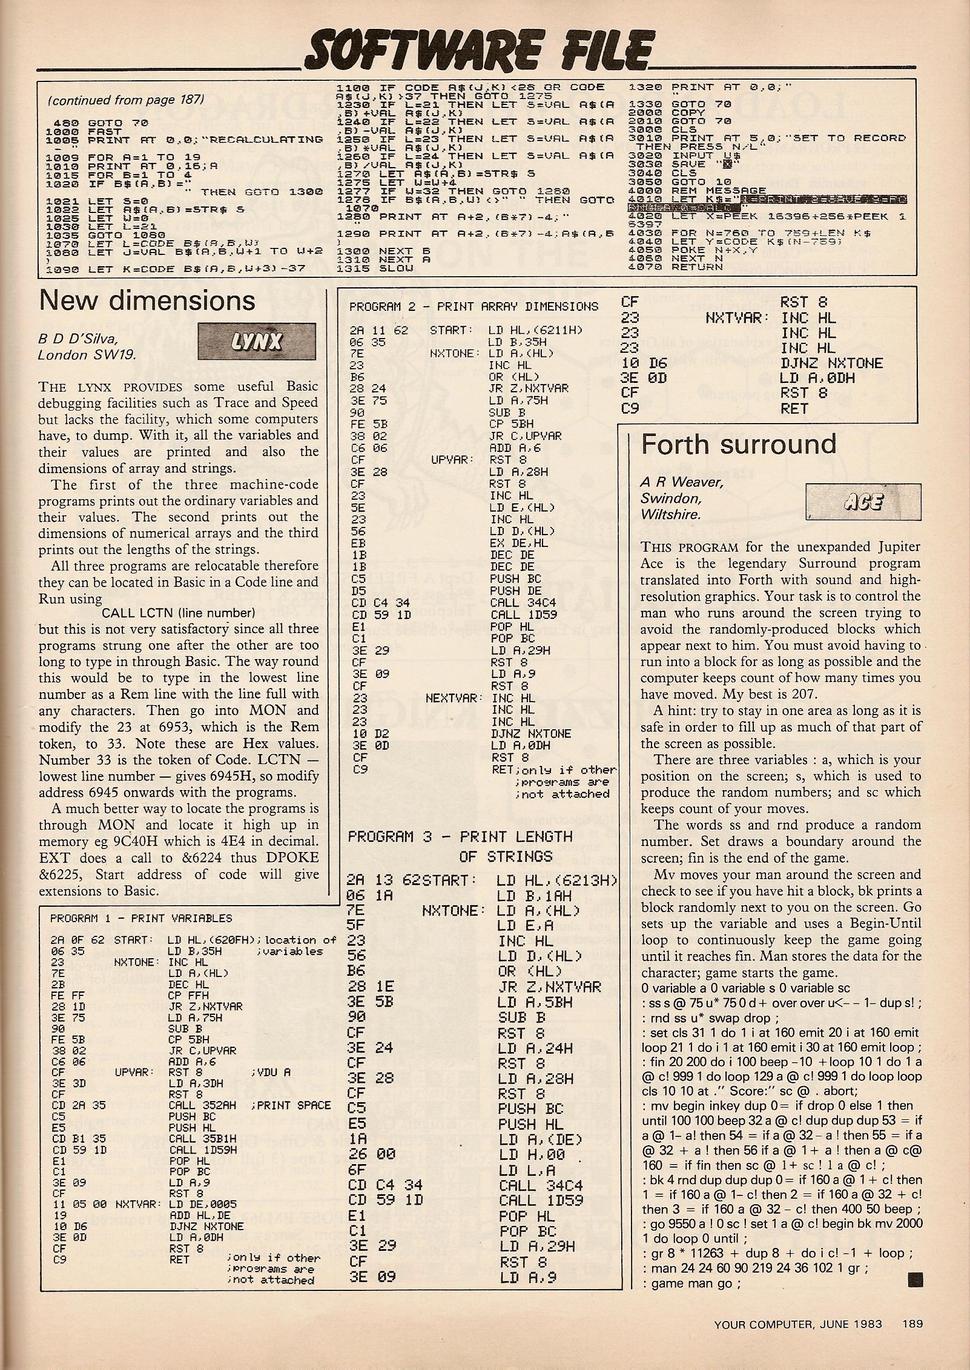 SOFTWARE FILE
(continued from page 187)
480 GOTO 70
1000 FAST
1005 PRINT AT 0,0;"RECALCULATING
1009 FOR A=1 TO 19
1010 PRINT AT 0,16;A
1015 FOR B=1 TO 4
1020 IF B$(A,B)="
" THEN GOTO 1300
1021 LET S=0
1022 LET A$(A,B)=STR$ S
1025 LET W=0
1030 LET L=21
1035 GOTO 1080
1070 LET L=CODE B$(A,B,W)
1080 LET J=VAL B$(A,B,W+1 TO W+2
)
1090 LET K=CODE B$(A,B,W+3)-37
1100 IF CODE A$(J,K)<28 OR CODE
A$(J,K)>37 THEN GOTO 1275
1230 IF L=21 THEN LET S=VAL A$(A
,B)+VAL A$(J,K)
1240 IF L=22 THEN LET S=VAL A$(A
,B)-VAL A$(J,K)
1250 IF L=23 THEN LET S=VAL A$(A
,B)*VAL A$(J,K)
1260 IF L=24 THEN LET S=VAL A$(A
,B)/VAL A$(J,K)
1270 LET A$(A,B)=STR$ S
1275 LET W=W+4
1277 IF W=32 THEN GOTO 1280
1278 IF B$(A,B,W)<>" " THEN GOTO
1070
1280 PRINT AT A+2,(B*7)-4;"
"
1290 PRINT AT A+2,(B*7)-4;A$(A,B
)
1300 NEXT B
1310 NEXT A
1315 SLOW
1320 PRINT AT 0,0;"
"
1330 GOTO 70
2000 COPY
2010 GOTO 70
3000 CLS
3010 PRINT AT 5,0;"SET TO RECORD
THEN PRESS N/L"
3020 INPUT U$
3030 SAVE "
3040 CLS
3050 GOTO 10
4000 REM MESSAGE
4010 LET K$="
4020 LET X=PEEK 16396+256*PEEK 1
6397
4030 FOR N=760 TO 759+LEN K$
4040 LET Y=CODE K$(N-759)
4050 POKE N+X,Y
4060 NEXT N
4070 RETURN
New dimensions
B D D'Silva,
London SW19.
LYNX
THE LYNX PROVIDES some useful Basic
debugging facilities such as Trace and Speed
but lacks the facility, which some computers
have, to dump. With it, all the variables and
their values are printed and also the
dimensions of array and strings.
The first of the three machine-code
programs prints out the ordinary variables and
their values. The second prints out the
dimensions of numerical arrays and the third
prints out the lengths of the strings.
All three programs are relocatable therefore
they can be located in Basic in a Code line and
Run using
CALL LCTN (line number)
but this is not very satisfactory since all three
programs strung one after the other are too
long to type in through Basic. The way round
this would be to type in the lowest line
number as a Rem line with the line full with
any characters. Then go into MON and
modify the 23 at 6953, which is the Rem
token, to 33. Note these are Hex values.
Number 33 is the token of Code. LCTN —
lowest line number — gives 6945H, so modify
address 6945 onwards with the programs.
A much better way to locate the programs is
through MON and locate it high up in
memory eg 9C40H which is 4E4 in decimal.
EXT does a call to &6224 thus DPOKE
&6225, Start address of code will give
extensions to Basic.
PROGRAM 1 - PRINT VARIABLES
2A 0F 62 START: LD HL,(620FH);location of
06 35 LD B,35H ;variables
23 NXTONE: INC HL
7E LD A,(HL)
2B DEC HL
FE FF CP FFH
28 1D JR Z,NXTVAR
3E 75 LD A,75H
90 SUB B
FE 5B CP 5BH
38 02 JR C,UPVAR
C6 06 ADD A,6
CF UPVAR: RST 8 ;VDU A
3E 3D LD A,3DH
CF RST 8
CD 2A 35 CALL 352AH ;PRINT SPACE
C5 PUSH BC
E5 PUSH HL
CD B1 35 CALL 35B1H
CD 59 1D CALL 1D59H
E1 POP HL
C1 POP BC
3E 09 LD A,9
CF RST 8
11 05 00 NXTVAR: LD DE,0005
19 ADD HL,DE
10 D6 DJNZ NXTONE
3E 0D LD A,0DH
CF RST 8
C9 RET ;only if other
;programs are
;not attached
PROGRAM 2 - PRINT ARRAY DIMENSIONS
2A 11 62 START: LD HL,(6211H)
06 35 LD B,35H
7E NXTONE: LD A,(HL)
23 INC HL
B6 OR (HL)
28 24 JR Z,NXTVAR
3E 75 LD A,75H
90 SUB B
FE 5B CP 5BH
38 02 JR C,UPVAR
C6 06 ADD A,6
CF UPVAR: RST 8
3E 28 LD A,28H
CF RST 8
23 INC HL
5E LD E,(HL)
23 INC HL
56 LD D,(HL)
EB EX DE,HL
1B DEC DE
1B DEC DE
C5 PUSH BC
D5 PUSH DE
CD C4 34 CALL 34C4
CD 59 1D CALL 1D59
E1 POP HL
C1 POP BC
3E 29 LD A,29H
CF RST 8
3E 09 LD A,9
CF RST 8
23 NEXTVAR: INC HL
23 INC HL
23 INC HL
10 D2 DJNZ NXTONE
3E 0D LD A,0DH
CF RST 8
C9 RET;only if other
;programs are
;not attached
PROGRAM 3 - PRINT LENGTH
OF STRINGS
2A 13 62START: LD HL,(6213H)
06 1A LD B,1AH
7E NXTONE: LD A,(HL)
5F LD E,A
23 INC HL
56 LD D,(HL)
B6 OR (HL)
28 1E JR Z,NXTVAR
3E 5B LD A,5BH
90 SUB B
CF RST 8
3E 24 LD A,24H
CF RST 8
3E 28 LD A,28H
CF RST 8
C5 PUSH BC
E5 PUSH HL
1A LD A,(DE)
26 00 LD H,00
6F LD L,A
CD C4 34 CALL 34C4
CD 59 1D CALL 1D59
E1 POP HL
C1 POP BC
3E 29 LD A,29H
CF RST 8
3E 09 LD A,9
CF RST 8
23 NXTVAR: INC HL
23 INC HL
23 INC HL
10 D6 DJNZ NXTONE
3E 0D LD A,0DH
CF RST 8
C9 RET
Forth surround
A R Weaver,
Swindon,
Wiltshire.
ACE
THIS PROGRAM for the unexpanded Jupiter
Ace is the legendary Surround program
translated into Forth with sound and high-
resolution graphics. Your task is to control the
man who runs around the screen trying to
avoid the randomly-produced blocks which
appear next to him. You must avoid having to
run into a block for as long as possible and the
computer keeps count of how many times you
have moved. My best is 207.
A hint: try to stay in one area as long as it is
safe in order to fill up as much of that part of
the screen as possible.
There are three variables : a, which is your
position on the screen; s, which is used to
produce the random numbers; and sc which
keeps count of your moves.
The words ss and rnd produce a random
number. Set draws a boundary around the
screen; fin is the end of the game.
Mv moves your man around the screen and
check to see if you have hit a block, bk prints a
block randomly next to you on the screen. Go
sets up the variable and uses a Begin-Until
loop to continuously keep the game going
until it reaches fin. Man stores the data for the
character; game starts the game.
0 variable a 0 variable s 0 variable sc
: ss s @ 75 u* 75 0 d + over over u< - - 1- dup s! ;
: rnd ss u* swap drop ;
: set cls 31 1 do 1 i at 160 emit 20 i at 160 emit
loop 21 1 do i 1 at 160 emit i 30 at 160 emit loop ;
: fin 20 200 do i 100 beep -10 +loop 10 1 do 1 a
@ c! 999 1 do loop 129 a @ c! 999 1 do loop loop
cls 10 10 at ." Score:" sc @ . abort;
: mv begin inkey dup 0= if drop 0 else 1 then
until 100 100 beep 32 a @ c! dup dup dup 53 = if
a @ 1- a! then 54 = if a @ 32 - a ! then 55 = if a
@ 32 + a ! then 56 if a @ 1+ a ! then a @ c@
160 = if fin then sc @ 1+ sc ! 1 a @ c! ;
: bk 4 rnd dup dup dup 0= if 160 a @ 1 + c! then
1 = if 160 a @ 1- c! then 2 = if 160 a @ 32 + c!
then 3 = if 160 a @ 32 - c! then 400 50 beep ;
: go 9550 a ! 0 sc ! set 1 a @ c! begin bk mv 2000
1 do loop 0 until ;
: gr 8 * 11263 + dup 8 + do i c! -1 + loop ;
: man 24 24 60 90 219 24 36 102 1 gr ;
: game man go ;
YOUR COMPUTER, JUNE 1983 189